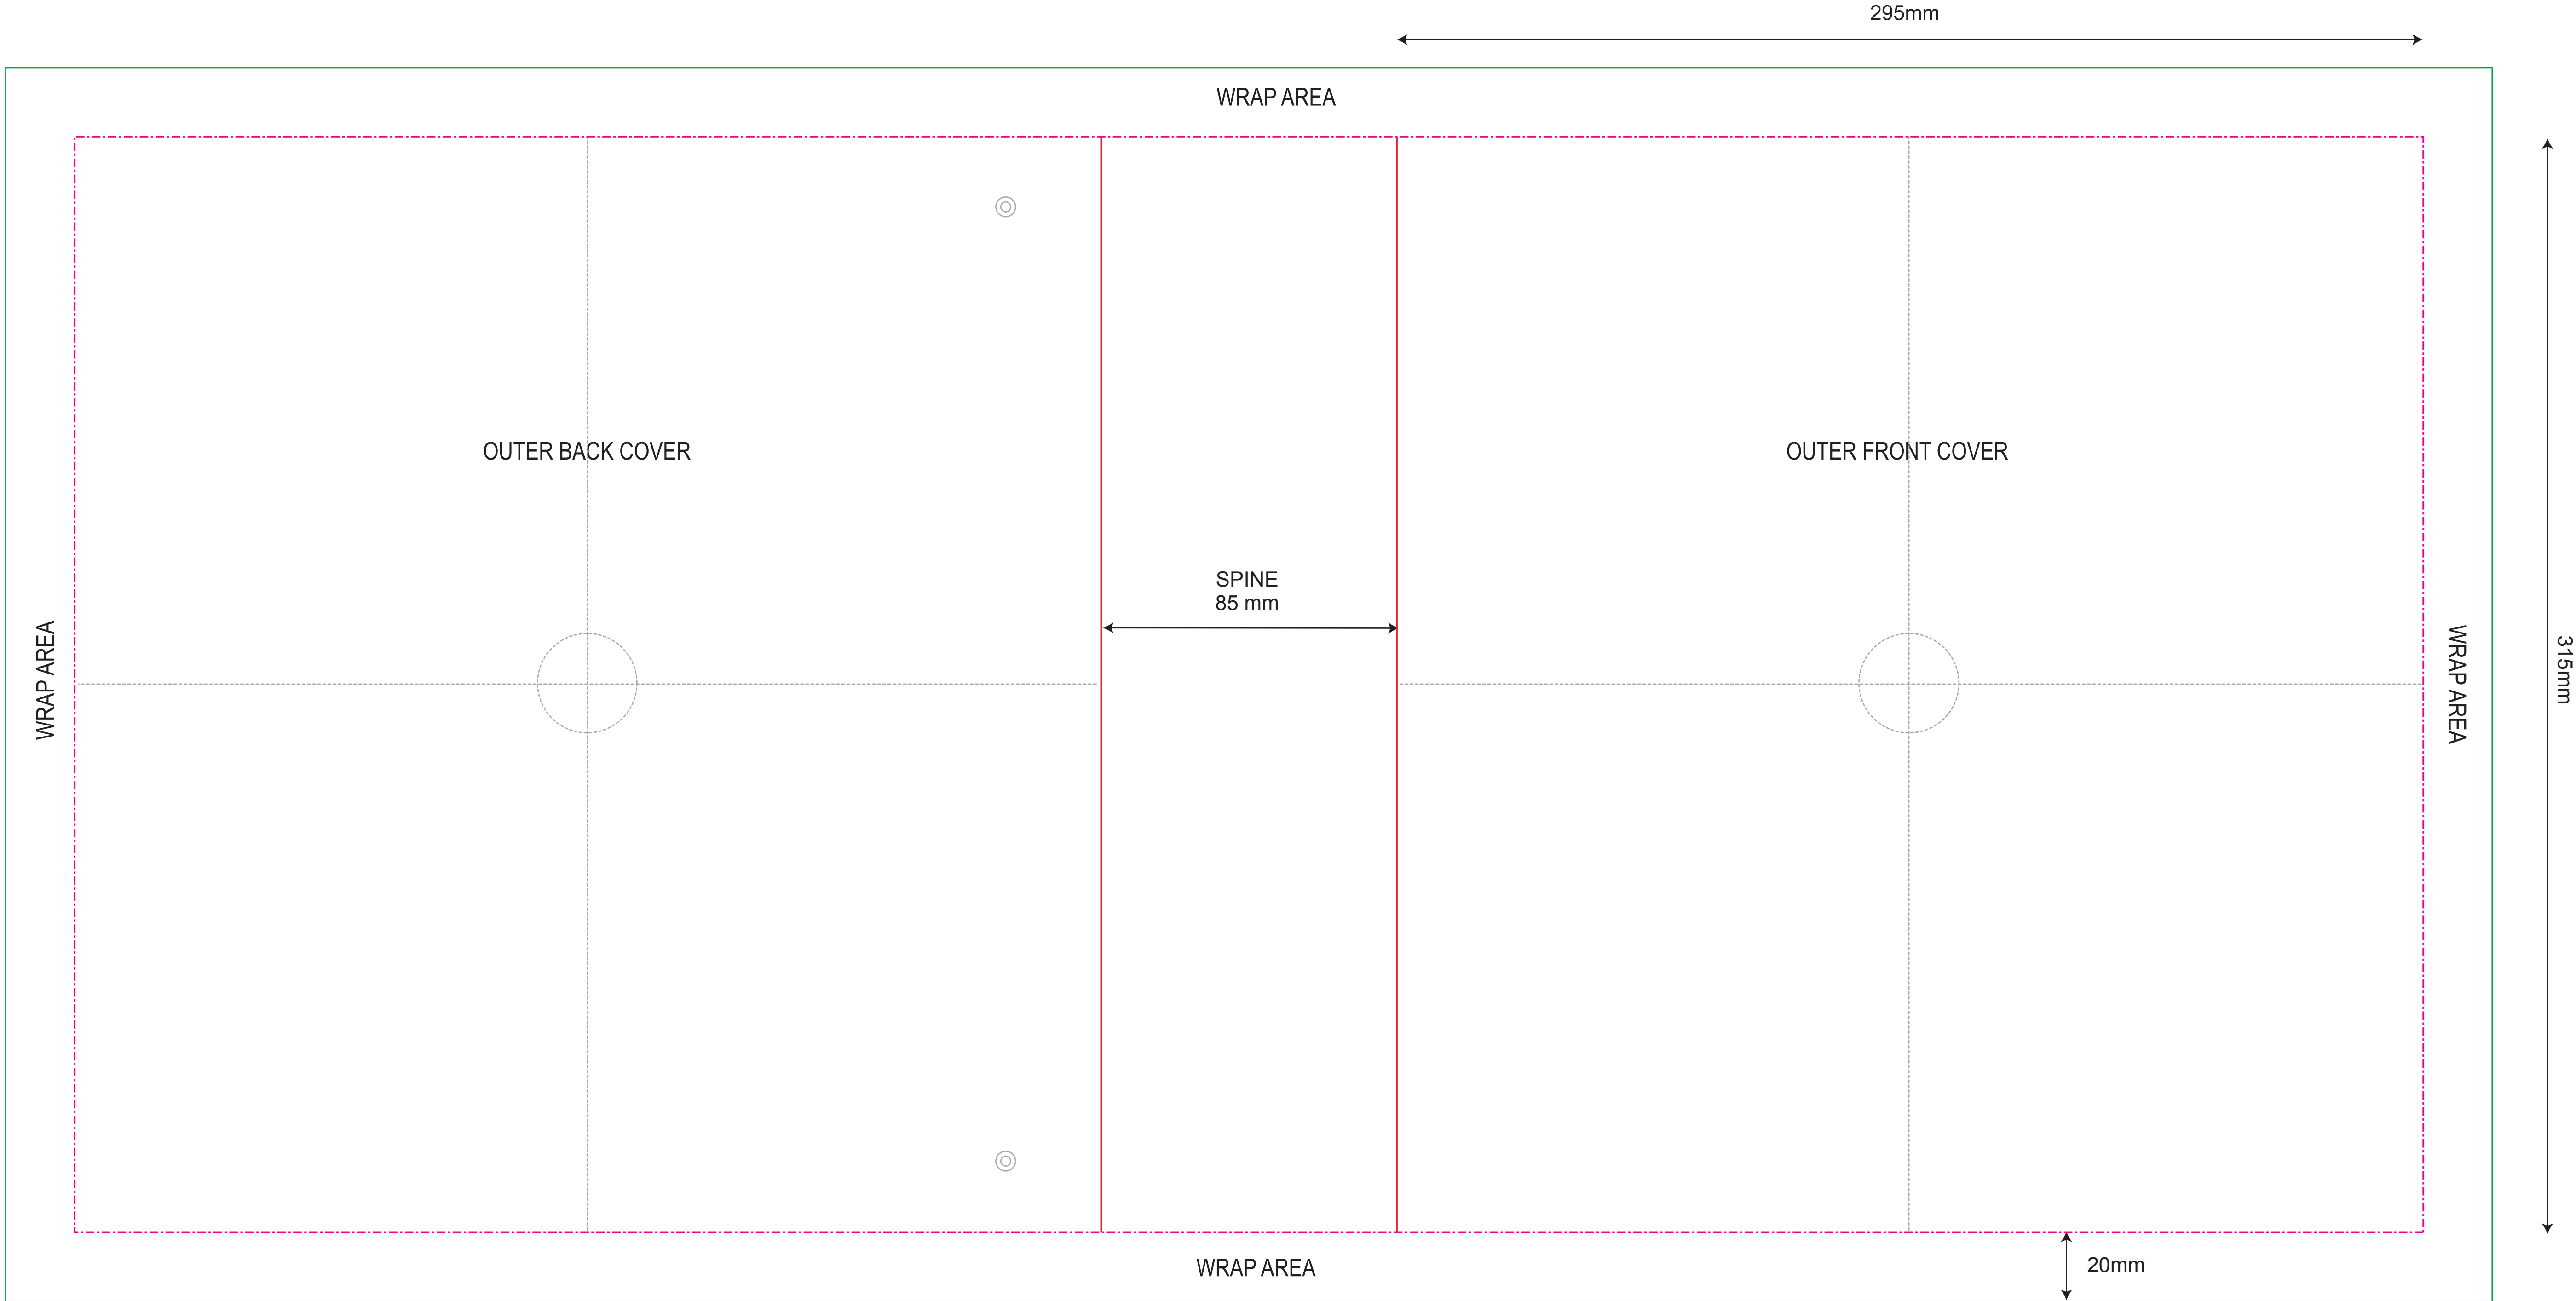 295mm
WRAP AREA
OUTER BACK COVER
OUTER FRONT COVER
SPINE
85 mm
WRAP AREA
WRAP AREA
315mm
WRAP AREA
20mm